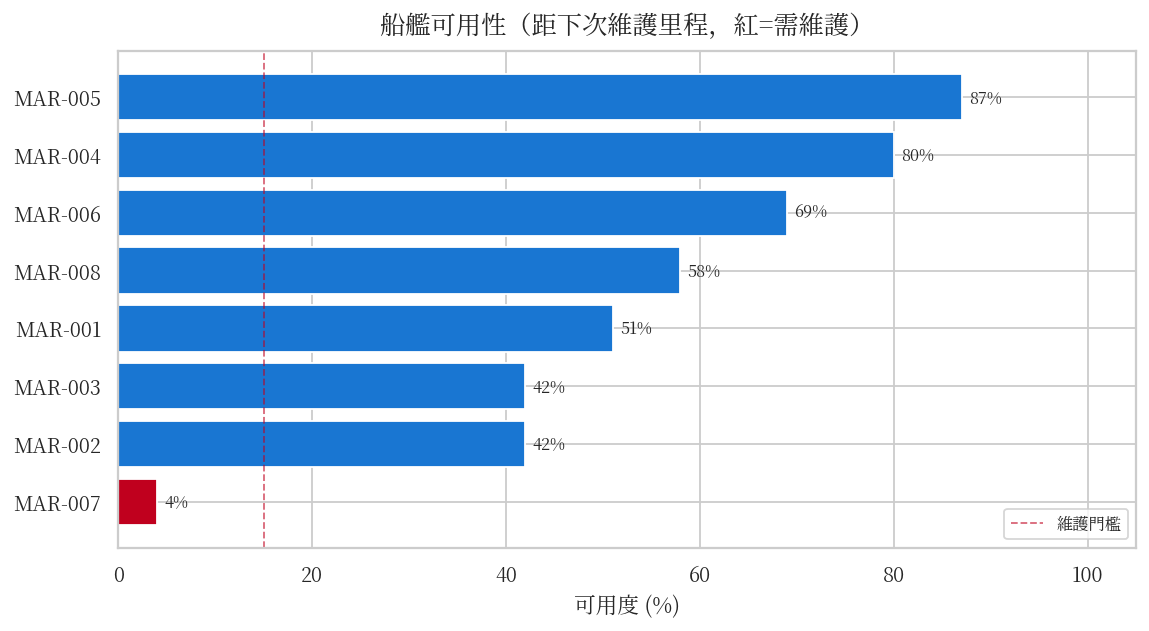 船艦可用性（距下次維護里程，紅=需維護）
MAR-005
87%
MAR-004
80%
MAR-006
69%
MAR-008
58%
MAR-001
51%
MAR-003
42%
MAR-002
42%
MAR-007
4%
維護門檻
0 20 40 60 80 100
可用度 (%)